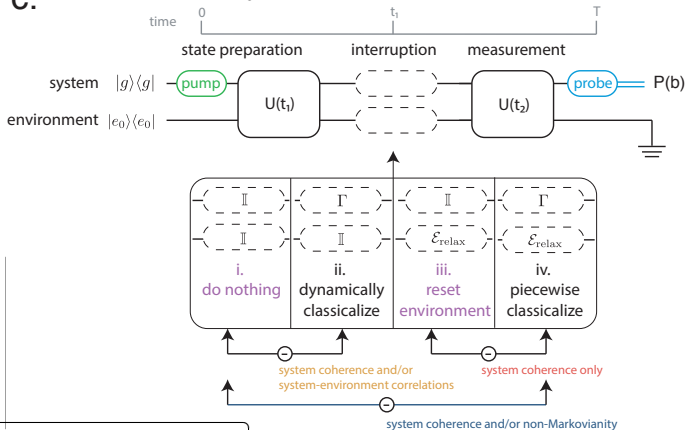 C.
time 0 t₁ T
state preparation interruption measurement
system |g⟩⟨g| pump U(t₁) U(t₂) probe P(b)
environment |e₀⟩⟨e₀|
𝕀 Γ 𝕀 Γ
𝕀 𝕀 ℰrelax ℰrelax
i. ii. iii. iv.
do nothing dynamically reset piecewise
classicalize environment classicalize
system coherence and/or system coherence only
system-environment correlations
system coherence and/or non-Markovianity